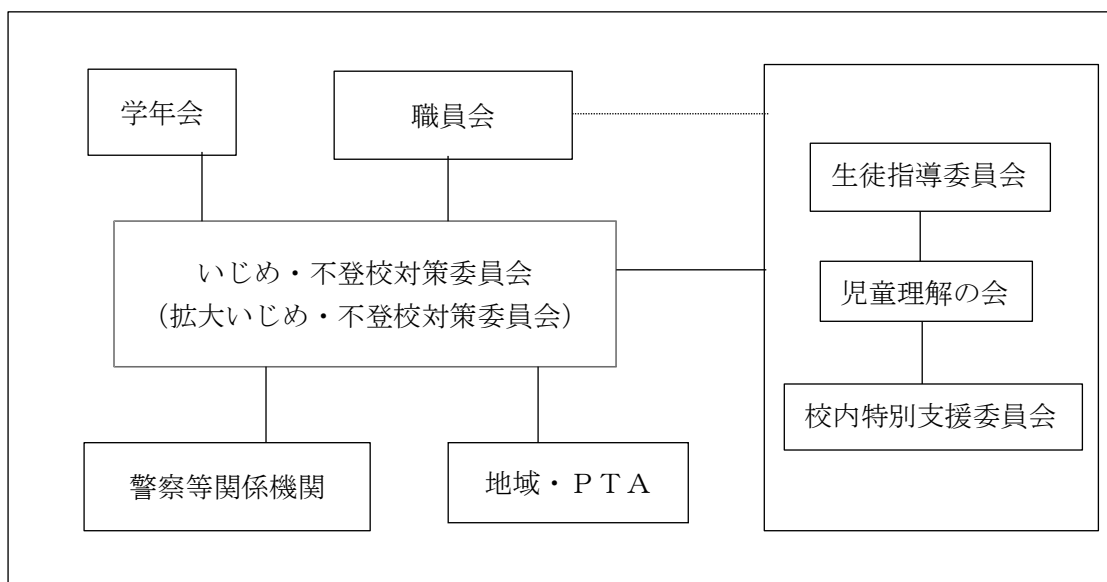 学年会
職員会
生徒指導委員会
いじめ・不登校対策委員会
(拡大いじめ・不登校対策委員会)
児童理解の会
校内特別支援委員会
警察等関係機関
地域・ＰＴＡ